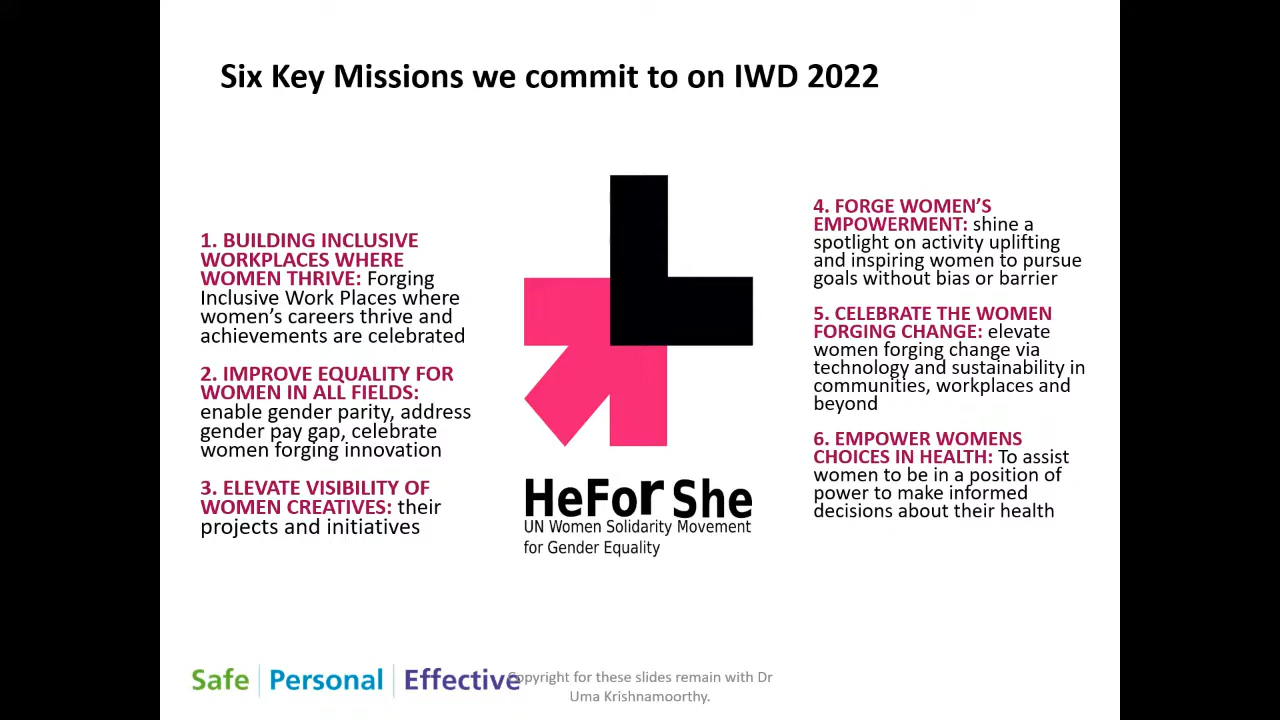 Six Key Missions we commit to on IWD 2022
1. BUILDING INCLUSIVE
WORKPLACES WHERE
WOMEN THRIVE: Forging
Inclusive Work Places where
women's careers thrive and
achievements are celebrated
2. IMPROVE EQUALITY FOR
WOMEN IN ALL FIELDS:
enable gender parity, address
gender pay gap, celebrate
women forging innovation
3. ELEVATE VISIBILITY OF
WOMEN CREATIVES: their
projects and initiatives
HeForShe
UN Women Solidarity Movement
for Gender Equality
4. FORGE WOMEN'S
EMPOWERMENT: shine a
spotlight on activity uplifting
and inspiring women to pursue
goals without bias or barrier
5. CELEBRATE THE WOMEN
FORGING CHANGE: elevate
women forging change via
technology and sustainability in
communities, workplaces and
beyond
6. EMPOWER WOMENS
CHOICES IN HEALTH: To assist
women to be in a position of
power to make informed
decisions about their health
Safe Personal Effective
Copyright for these slides remain with Dr
Uma Krishnamoorthy.